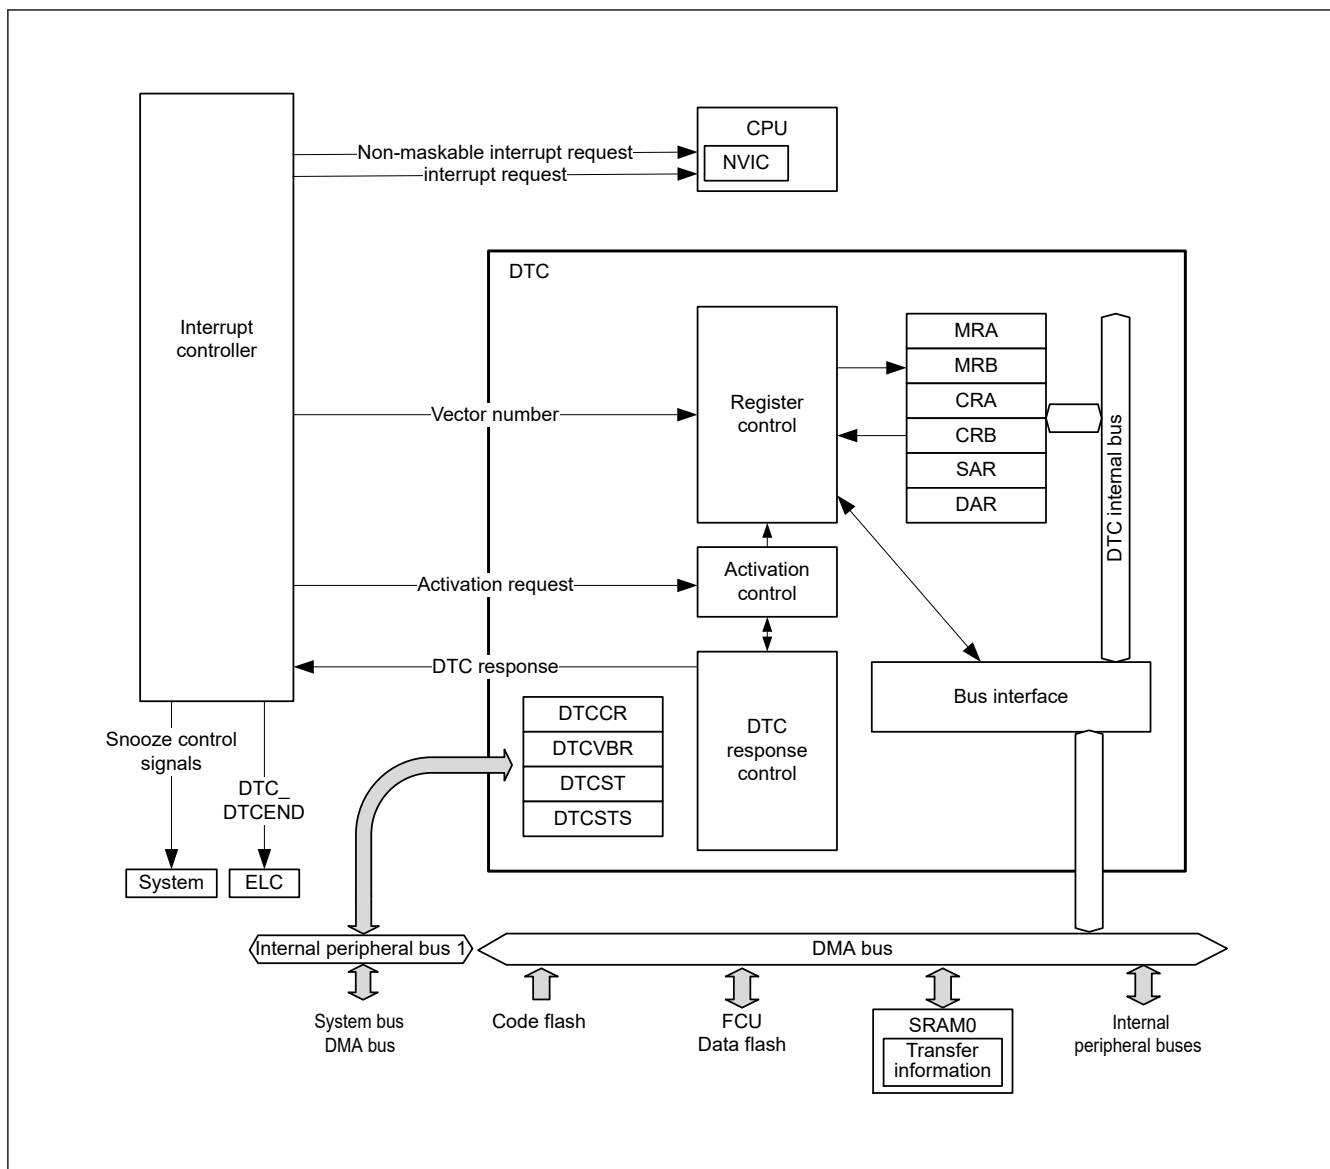 CPU
NVIC
Non-maskable interrupt request
interrupt request
Interrupt
controller
DTC
Register
control
MRA
MRB
CRA
CRB
SAR
DAR
DTC internal bus
Vector number
Activation request
Activation
control
DTC response
DTC
response
control
Bus interface
DTCCR
DTCVBR
DTCST
DTCSTS
Snooze control
signals
DTC_
DTCEND
System
ELC
Internal peripheral bus 1
DMA bus
System bus
DMA bus
Code flash
FCU
Data flash
SRAM0
Transfer
information
Internal
peripheral buses